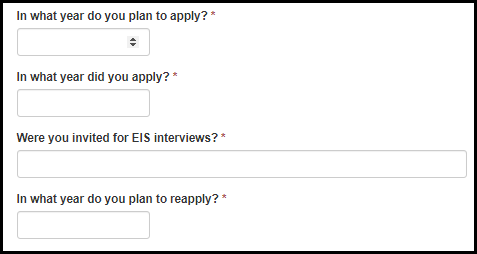 In what year do you plan to apply? *
In what year did you apply? *
Were you invited for EIS interviews? *
In what year do you plan to reapply? *